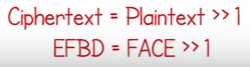 Ciphertext = Plaintext >> 1
EFBD = FACE >> 1